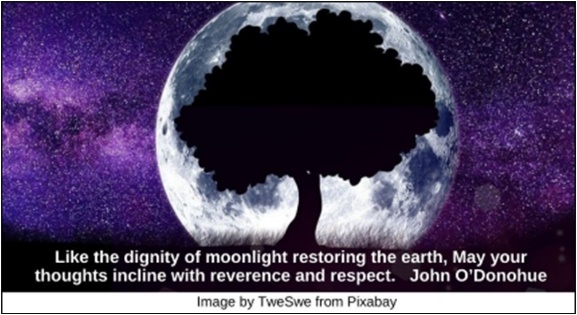 Like the dignity of moonlight restoring the earth, May your
thoughts incline with reverence and respect.   John O’Donohue
Image by TweSwe from Pixabay